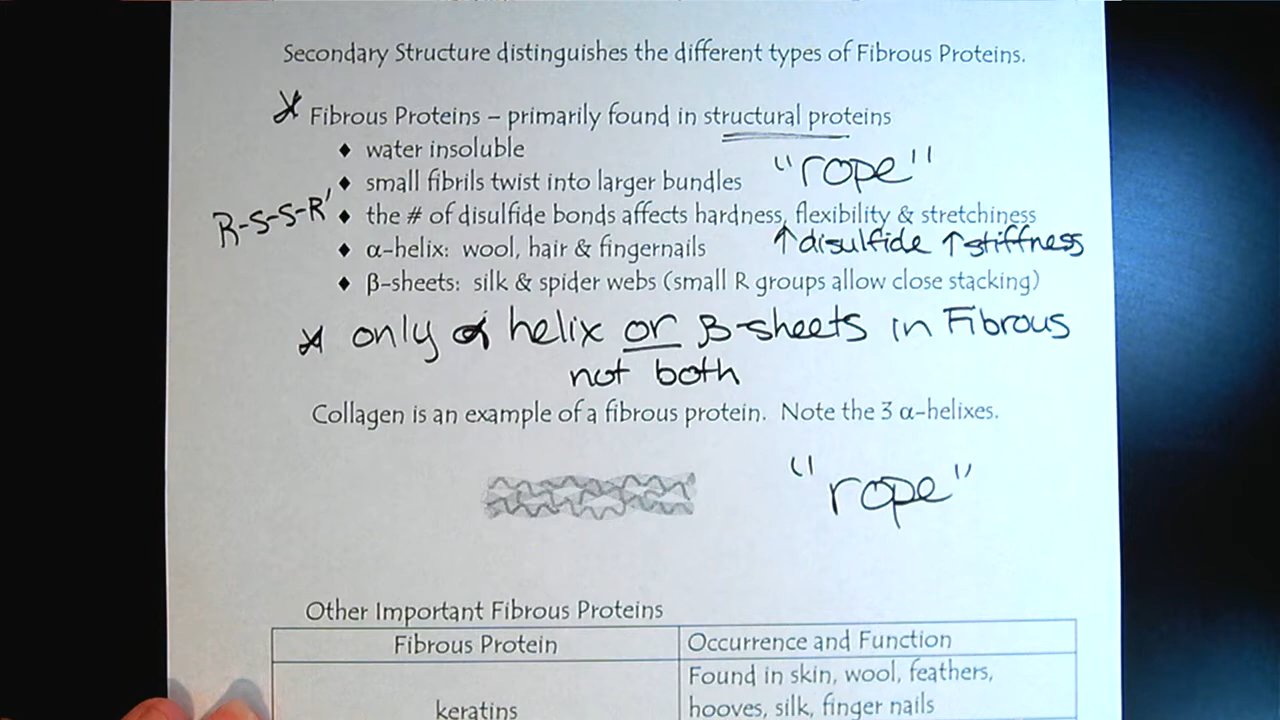 Secondary Structure distinguishes the different types of Fibrous Proteins.
Fibrous Proteins – primarily found in structural proteins
♦ water insoluble
"rope"
♦ small fibrils twist into larger bundles
R-S-S-R'
♦ the # of disulfide bonds affects hardness, flexibility & stretchiness
♦ α-helix: wool, hair & fingernails
↑disulfide ↑stiffness
♦ β-sheets: silk & spider webs (small R groups allow close stacking)
only α helix or β-sheets in Fibrous
not both
Collagen is an example of a fibrous protein. Note the 3 α-helixes.
"rope"
Other Important Fibrous Proteins
Fibrous Protein
Occurrence and Function
Found in skin, wool, feathers,
keratins
hooves, silk, finger nails